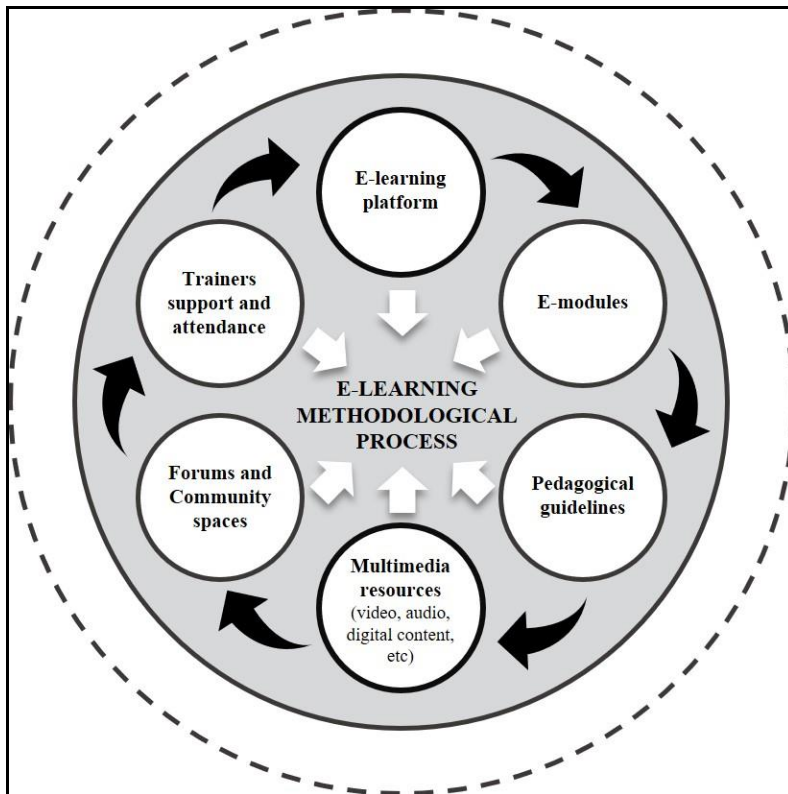 E-learning
platform
E-modules
Pedagogical
guidelines
Multimedia
resources
(video, audio,
digital content,
etc)
Forums and
Community
spaces
Trainers
support and
attendance
E-LEARNING
METHODOLOGICAL
PROCESS